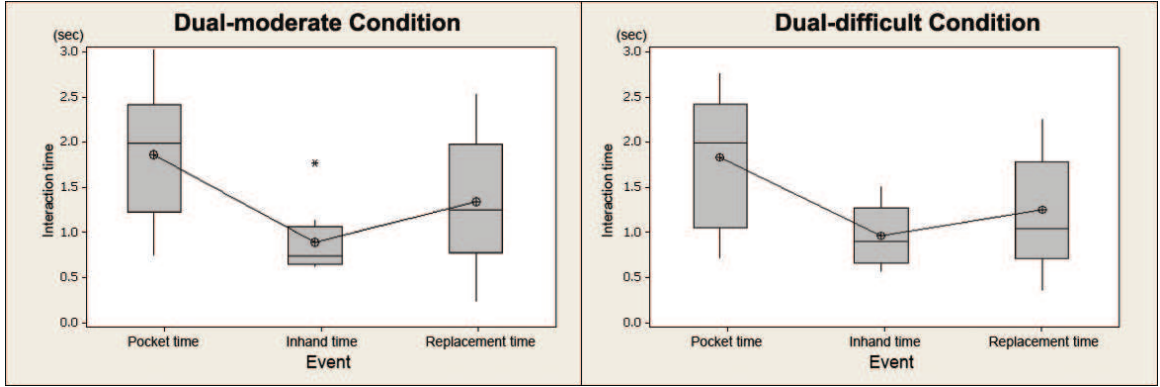 Dual-moderate Condition
(sec)
3.0
2.5
2.0
1.5
1.0
0.5
0.0
Interaction time
Pocket time
Inhand time
Replacement time
Event
Dual-difficult Condition
(sec)
3.0
2.5
2.0
1.5
1.0
0.5
0.0
Interaction time
Pocket time
Inhand time
Replacement time
Event